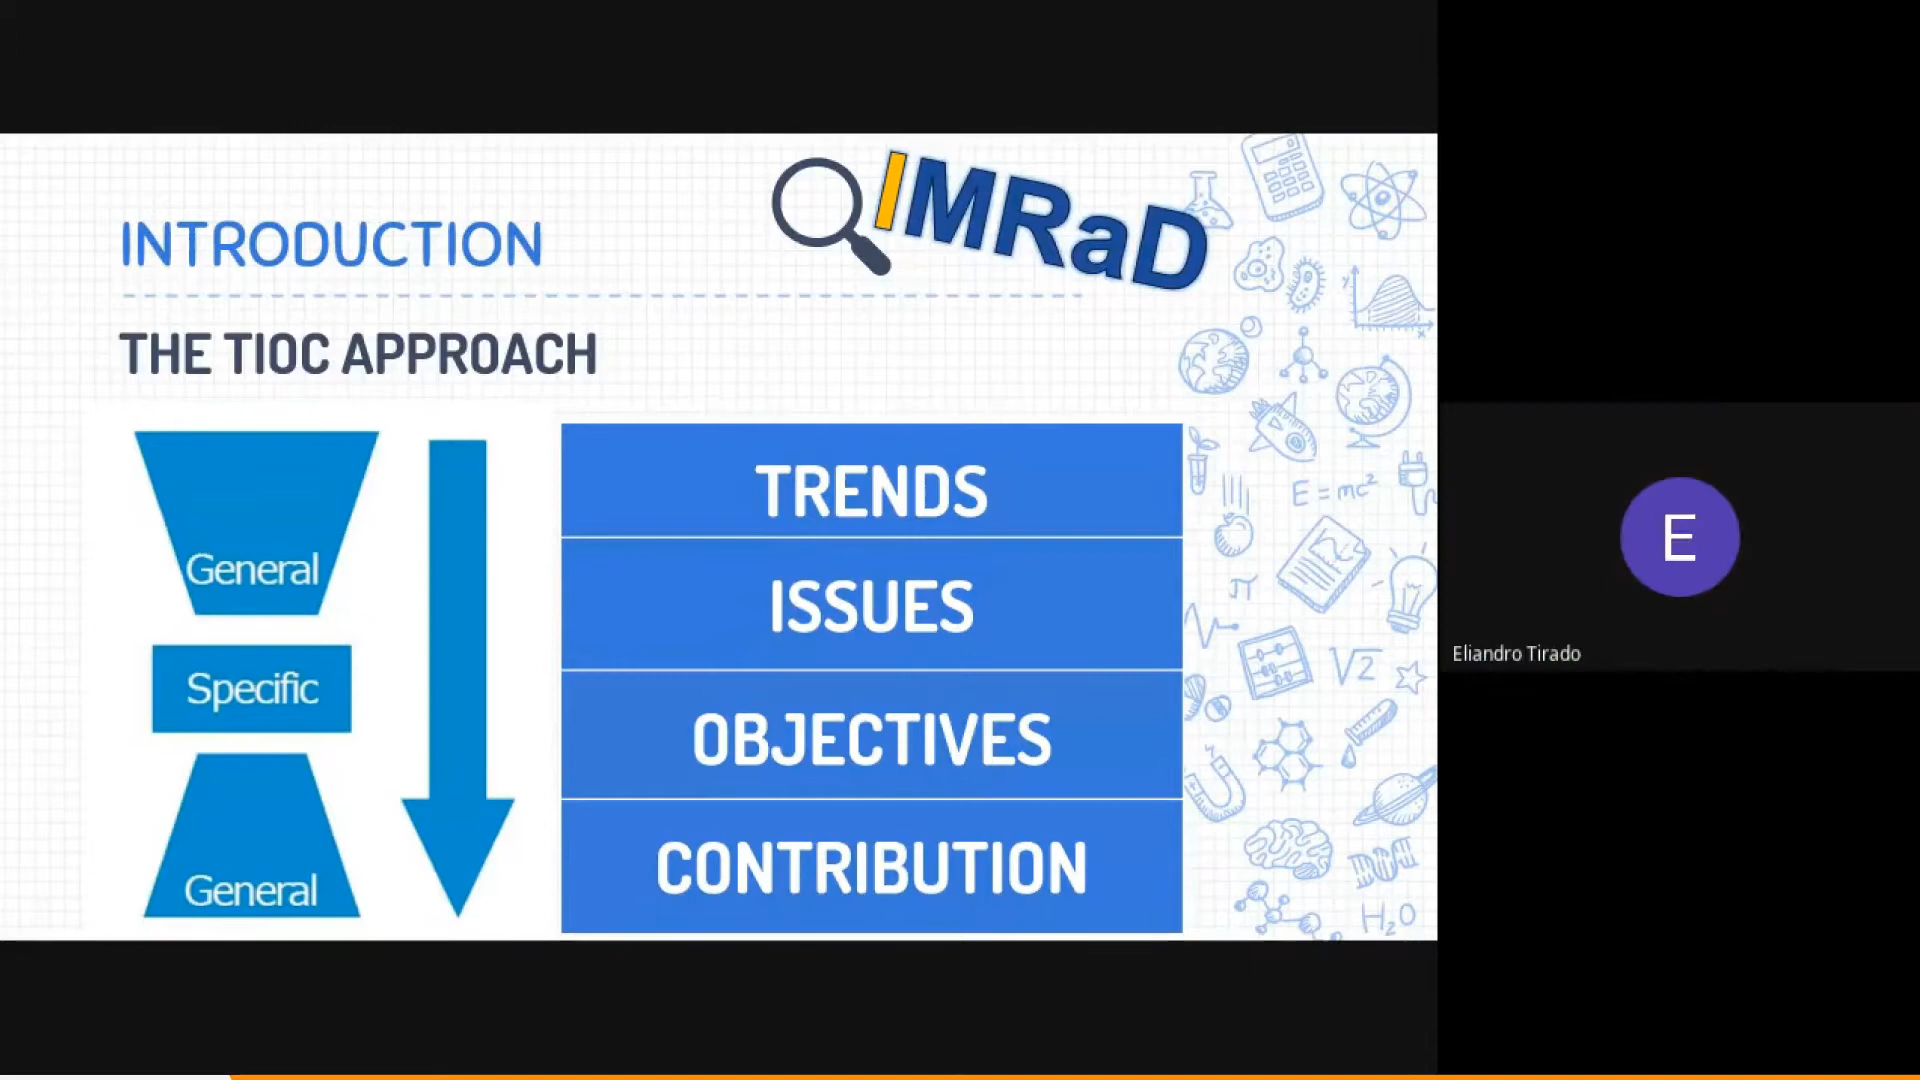 IMRaD
INTRODUCTION
THE TIOC APPROACH
General
Specific
General
TRENDS
ISSUES
OBJECTIVES
CONTRIBUTION
y
x
E=mc²
π
√2
H₂O
E
Eliandro Tirado